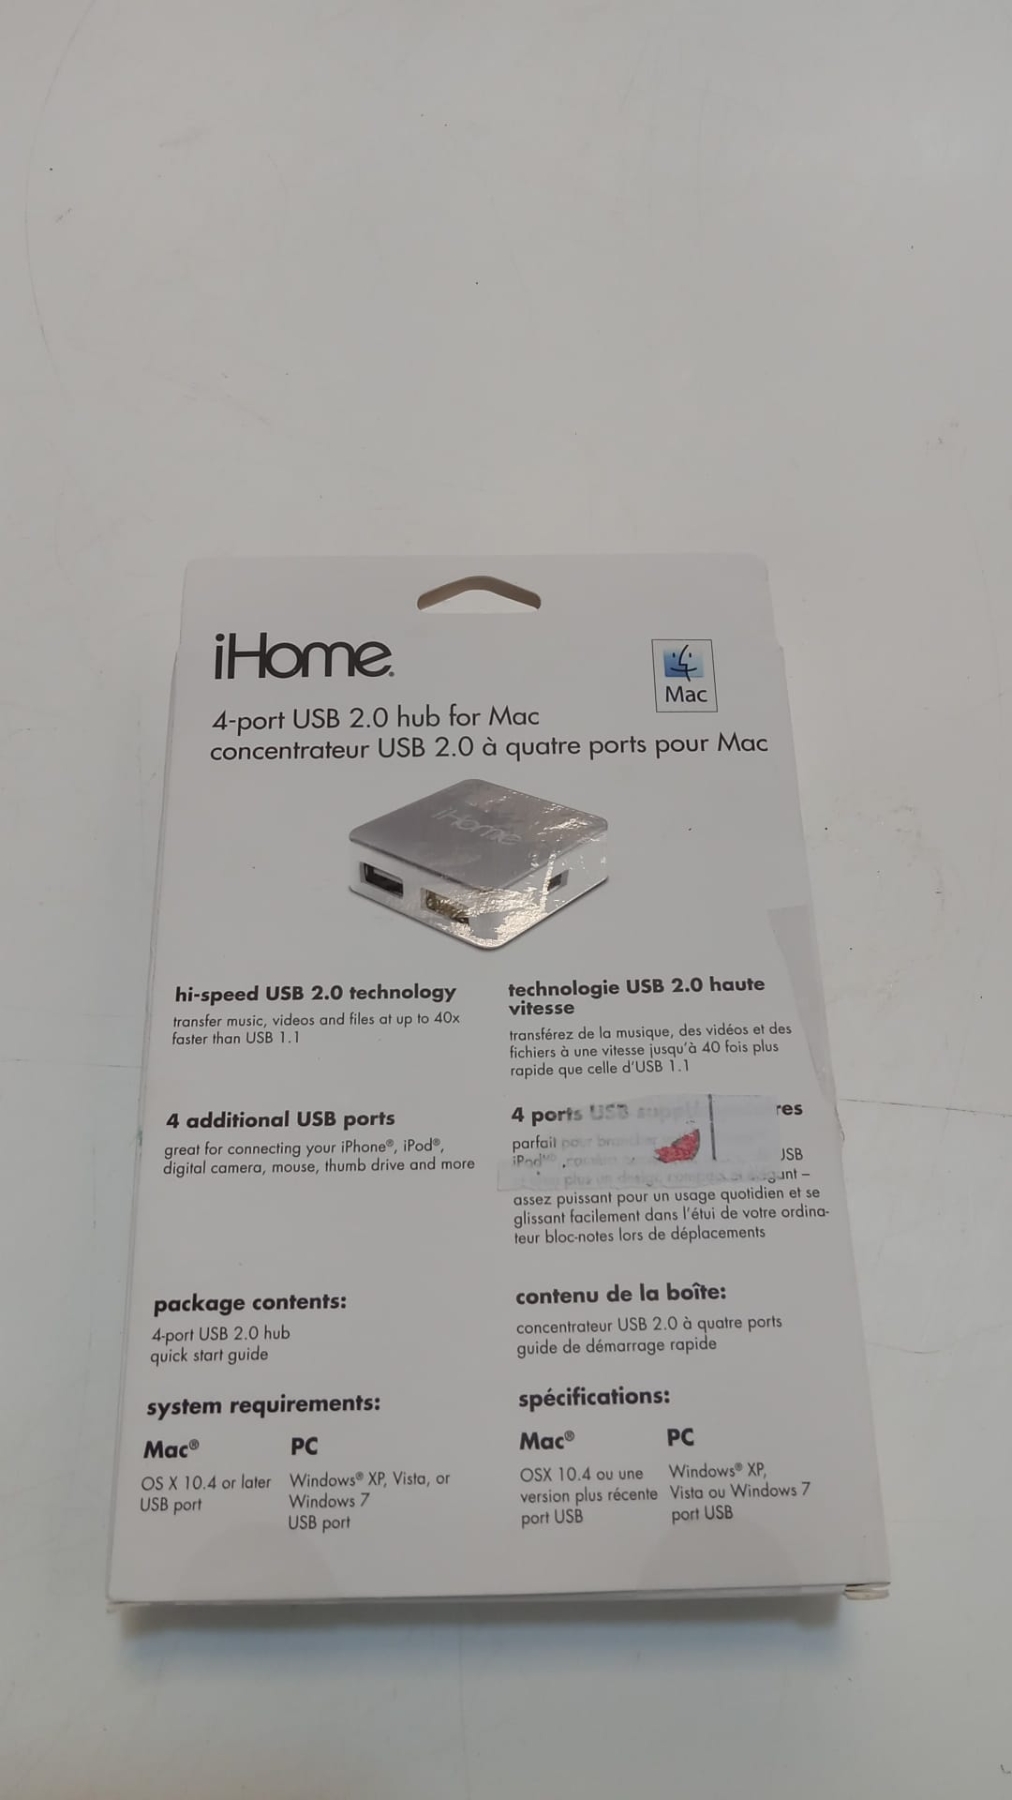 iHome®
Mac
4-port USB 2.0 hub for Mac
concentrateur USB 2.0 à quatre ports pour Mac
iHome
hi-speed USB 2.0 technology
transfer music, videos and files at up to 40x
faster than USB 1.1
technologie USB 2.0 haute
vitesse
transférez de la musique, des vidéos et des
fichiers à une vitesse jusqu'à 40 fois plus
rapide que celle d'USB 1.1
4 additional USB ports
great for connecting your iPhone®, iPod®,
digital camera, mouse, thumb drive and more
4 ports USB res
parfait pour brancher
iPod JSB
plus un design
assez puissant pour un usage quotidien et se
glissant facilement dans l'étui de votre ordina-
teur bloc-notes lors de déplacements
package contents:
4-port USB 2.0 hub
quick start guide
contenu de la boîte:
concentrateur USB 2.0 à quatre ports
guide de démarrage rapide
system requirements:
Mac®
OS X 10.4 or later
USB port
PC
Windows® XP, Vista, or
Windows 7
USB port
spécifications:
Mac®
OSX 10.4 ou une
version plus récente
port USB
PC
Windows® XP,
Vista ou Windows 7
port USB